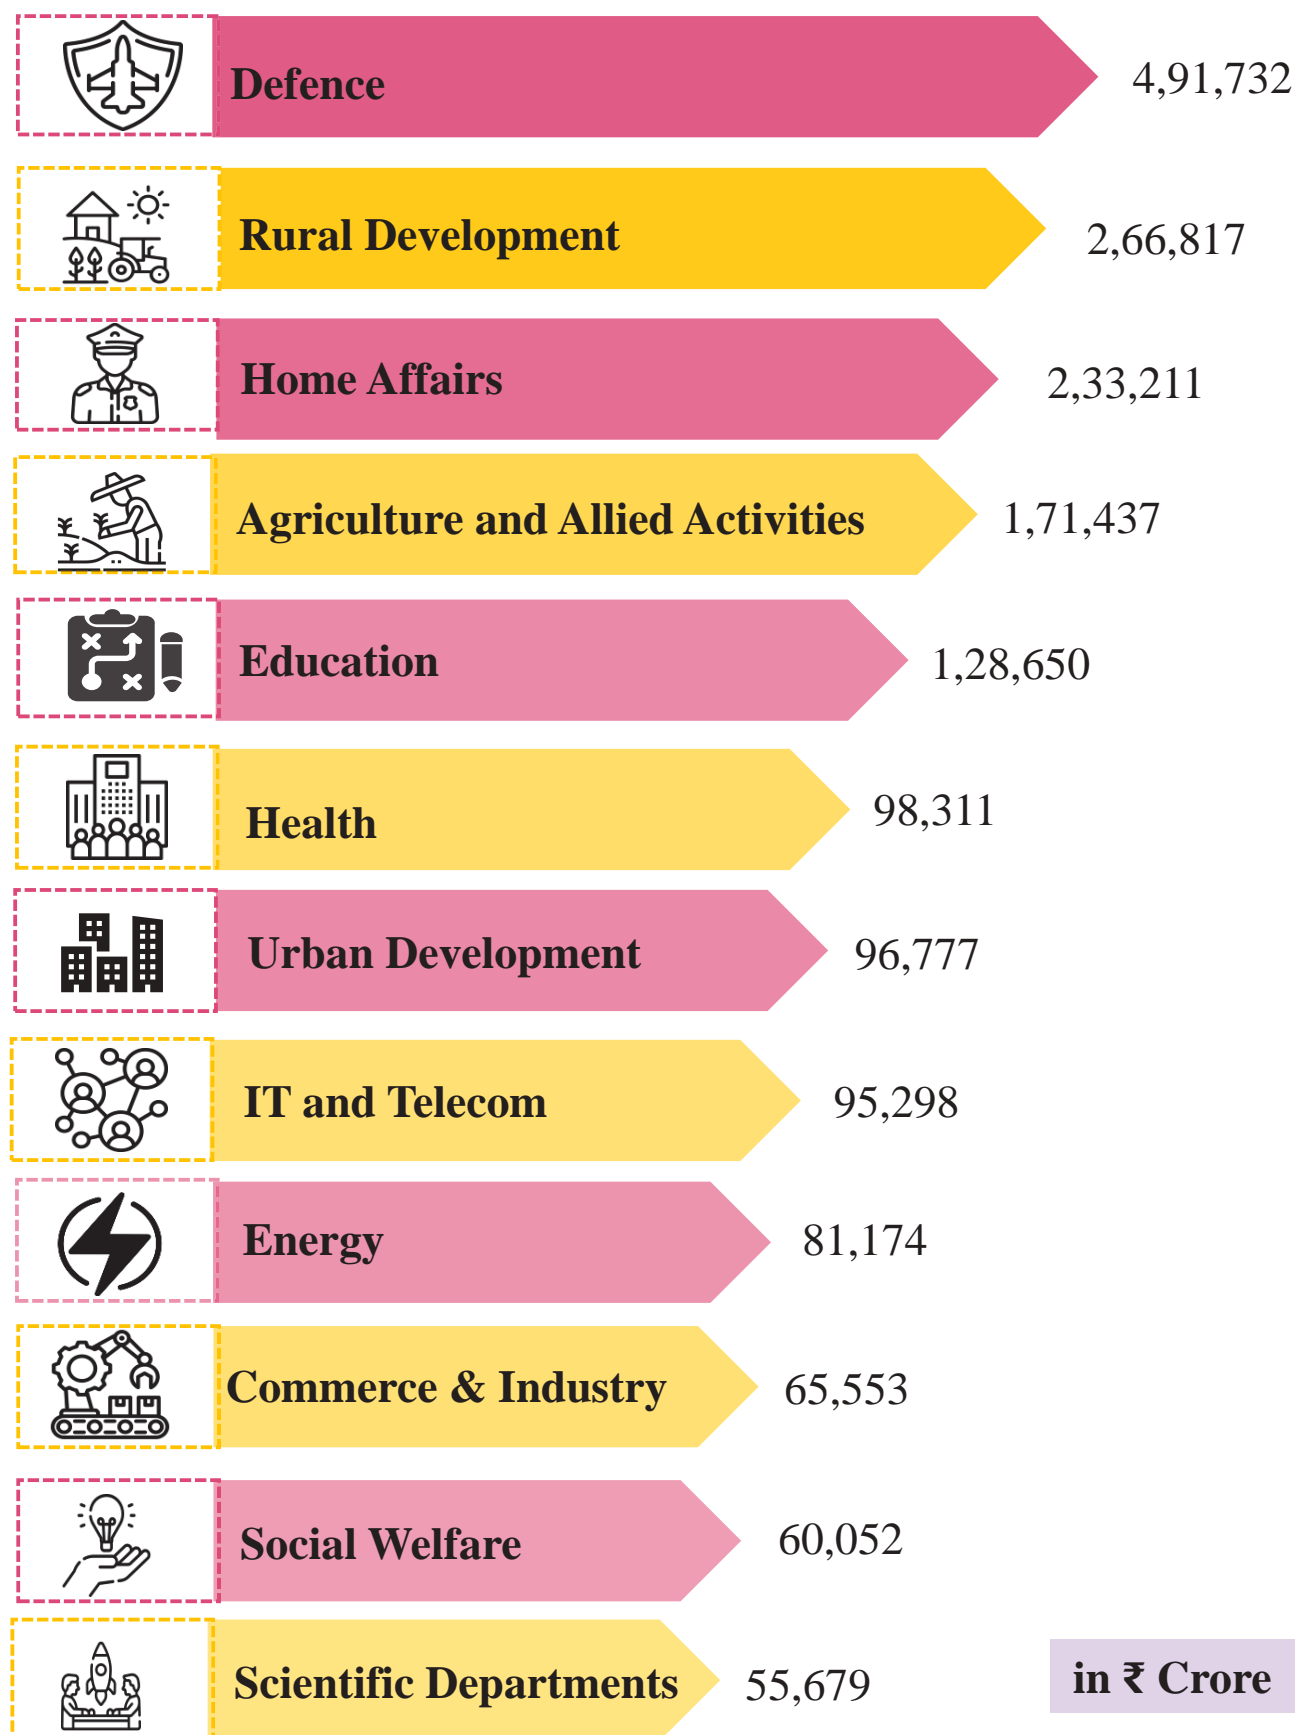 Defence
4,91,732
Rural Development
2,66,817
Home Affairs
2,33,211
Agriculture and Allied Activities
1,71,437
Education
1,28,650
Health
98,311
Urban Development
96,777
IT and Telecom
95,298
Energy
81,174
Commerce & Industry
65,553
Social Welfare
60,052
Scientific Departments
55,679
in ₹ Crore